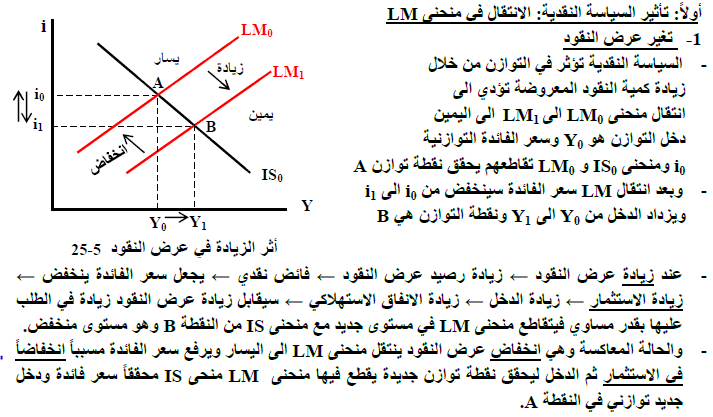 أولاً: تأثير السياسة النقدية: الانتقال في منحنى LM
1- تغير عرض النقود
- السياسة النقدية تؤثر في التوازن من خلال
زيادة كمية النقود المعروضة تؤدي الى
انتقال منحنى LM0 الى LM1 الى اليمين
دخل التوازن هو Y0 وسعر الفائدة التوازنية
i0 ومنحنى IS0 و LM0 تقاطعهم يحقق نقطة توازن A
- وبعد انتقال LM سعر الفائدة سينخفض من i0 الى i1
ويزداد الدخل من Y0 الى Y1 ونقطة التوازن هي B
i
LM0
يسار
زيادة
LM1
A
i0
يمين
i1
B
انخفاض
IS0
Y
Y0 → Y1
أثر الزيادة في عرض النقود 5-25
- عند زيادة عرض النقود ← زيادة رصيد عرض النقود ← فائض نقدي ← يجعل سعر الفائدة ينخفض ←
زيادة الاستثمار ← زيادة الدخل ← زيادة الانفاق الاستهلاكي ← سيقابل زيادة عرض النقود زيادة في الطلب
عليها بقدر مساوي فيتقاطع منحنى LM في مستوى جديد مع منحنى IS من النقطة B وهو مستوى منخفض.
- والحالة المعاكسة وهي انخفاض عرض النقود ينتقل منحنى LM الى اليسار ويرفع سعر الفائدة مسبباً انخفاضاً
في الاستثمار ثم الدخل ليحقق نقطة توازن جديدة يقطع فيها منحنى LM منحى IS محققاً سعر فائدة ودخل
جديد توازني في النقطة A.